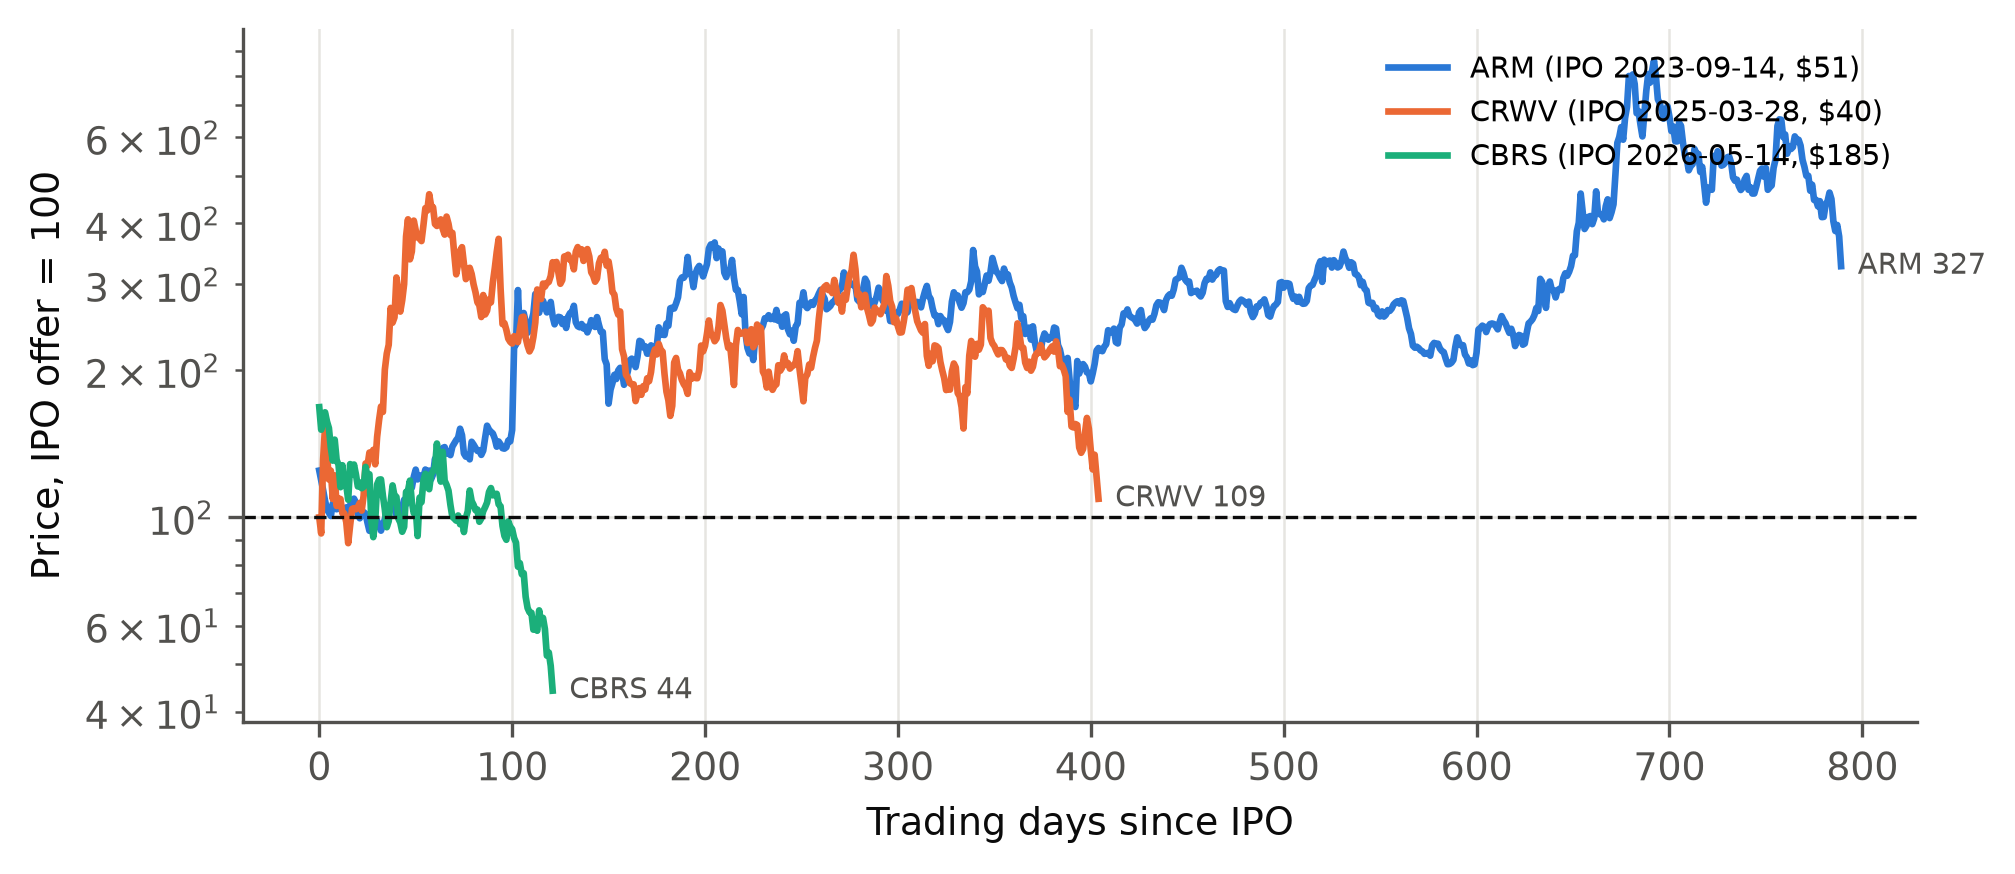 ARM (IPO 2023-09-14, $51)
CRWV (IPO 2025-03-28, $40)
CBRS (IPO 2026-05-14, $185)
Price, IPO offer = 100
6 × 10²
4 × 10²
3 × 10²
2 × 10²
10²
6 × 10¹
4 × 10¹
ARM 327
CRWV 109
CBRS 44
0 100 200 300 400 500 600 700 800
Trading days since IPO